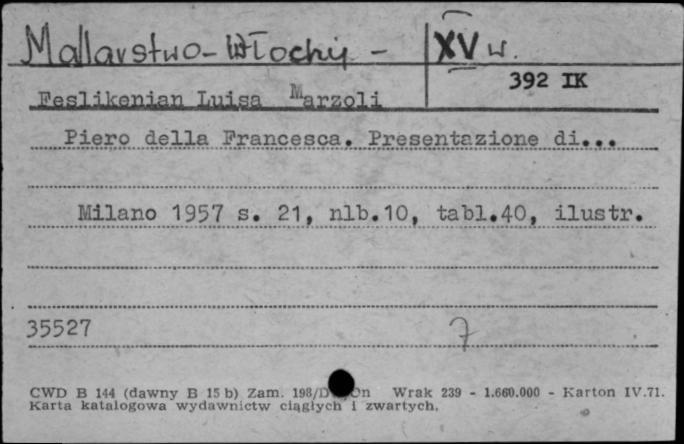 Mallarstwo - Włochy - XV w.
392 IK
Feslikenian Luisa Marzoli
Piero della Francesca. Presentazione di...
Milano 1957 s. 21, nlb.10, tabl.40, ilustr.
35527 7
CWD B 144 (dawny B 15 b) Zam. 198/D Wrak 239 - 1.660.000 - Karton IV.71.
Karta katalogowa wydawnictw ciągłych i zwartych.